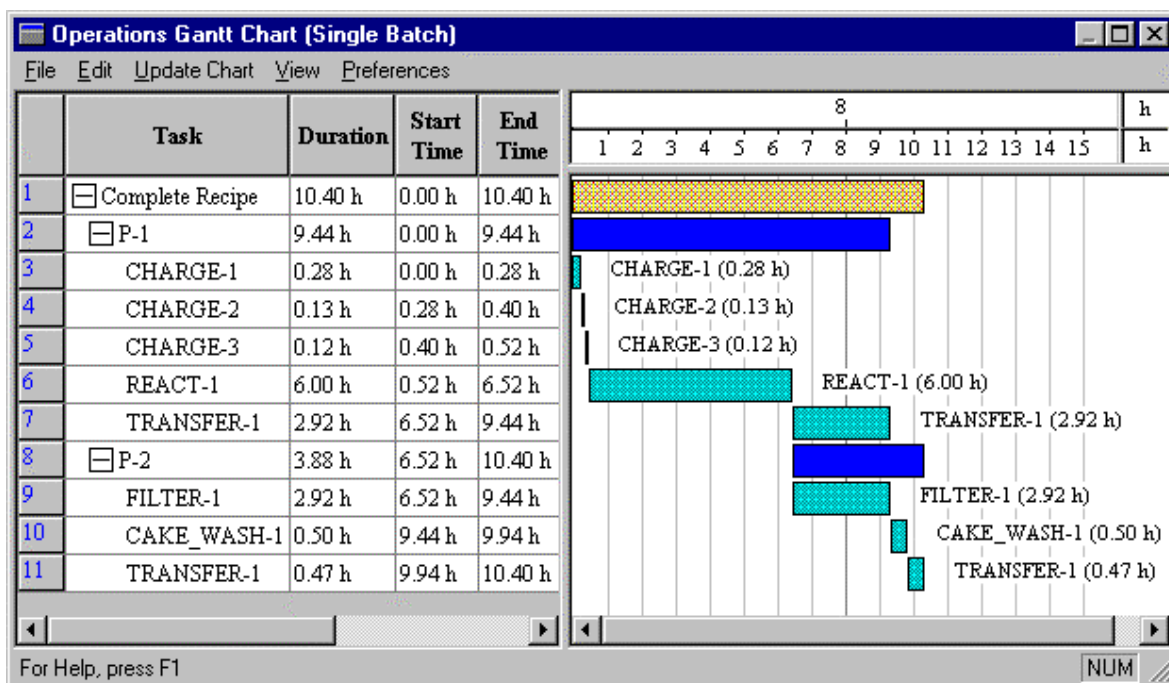 Operations Gantt Chart (Single Batch)
File Edit Update Chart View Preferences
Task Duration Start Time End Time
8 h
1 2 3 4 5 6 7 8 9 10 11 12 13 14 15 h
1 Complete Recipe 10.40 h 0.00 h 10.40 h
2 P-1 9.44 h 0.00 h 9.44 h
3 CHARGE-1 0.28 h 0.00 h 0.28 h CHARGE-1 (0.28 h)
4 CHARGE-2 0.13 h 0.28 h 0.40 h CHARGE-2 (0.13 h)
5 CHARGE-3 0.12 h 0.40 h 0.52 h CHARGE-3 (0.12 h)
6 REACT-1 6.00 h 0.52 h 6.52 h REACT-1 (6.00 h)
7 TRANSFER-1 2.92 h 6.52 h 9.44 h TRANSFER-1 (2.92 h)
8 P-2 3.88 h 6.52 h 10.40 h
9 FILTER-1 2.92 h 6.52 h 9.44 h FILTER-1 (2.92 h)
10 CAKE_WASH-1 0.50 h 9.44 h 9.94 h CAKE_WASH-1 (0.50 h)
11 TRANSFER-1 0.47 h 9.94 h 10.40 h TRANSFER-1 (0.47 h)
For Help, press F1 NUM